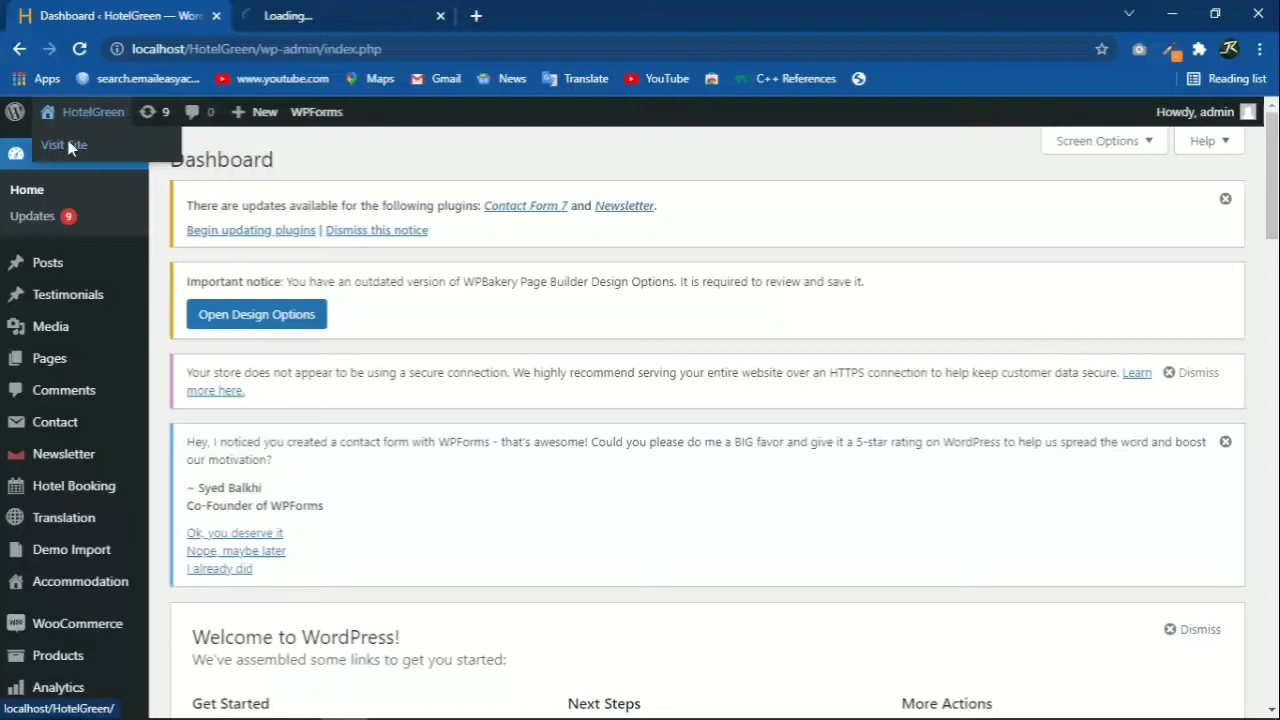 Dashboard ‹ HotelGreen — Wor
Loading...
localhost/HotelGreen/wp-admin/index.php
Apps
search.emaileasyac...
www.youtube.com
Maps
Gmail
News
Translate
YouTube
C++ References
Reading list
HotelGreen
9
0
New
WPForms
Howdy, admin
Visit Site
Screen Options
Help
Dashboard
Home
Updates 9
Posts
Testimonials
Media
Pages
Comments
Contact
Newsletter
Hotel Booking
Translation
Demo Import
Accommodation
WooCommerce
Products
Analytics
There are updates available for the following plugins: Contact Form 7 and Newsletter.
Begin updating plugins | Dismiss this notice
Important notice: You have an outdated version of WPBakery Page Builder Design Options. It is required to review and save it.
Open Design Options
Your store does not appear to be using a secure connection. We highly recommend serving your entire website over an HTTPS connection to help keep customer data secure. Learn
more here.
Dismiss
Hey, I noticed you created a contact form with WPForms - that's awesome! Could you please do me a BIG favor and give it a 5-star rating on WordPress to help us spread the word and boost
our motivation?
~ Syed Balkhi
Co-Founder of WPForms
Ok, you deserve it
Nope, maybe later
I already did
Welcome to WordPress!
Dismiss
We've assembled some links to get you started:
Get Started
Next Steps
More Actions
localhost/HotelGreen/